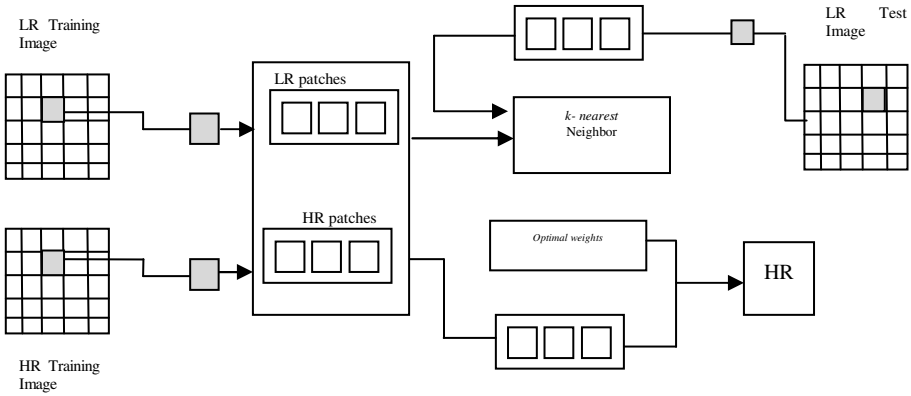 LR Training
Image
LR patches
HR patches
HR Training
Image
k- nearest
Neighbor
Optimal weights
HR
LR Test
Image